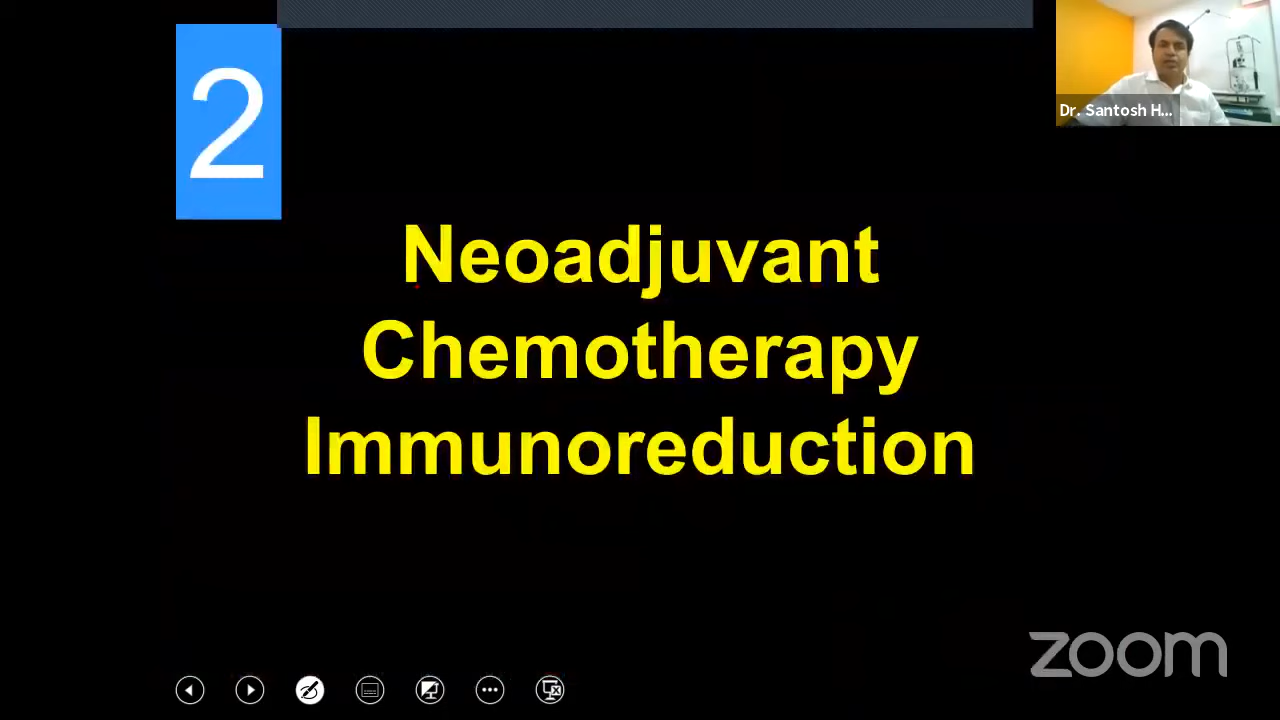 2
Dr. Santosh H...
Neoadjuvant
Chemotherapy
Immunoreduction
zoom